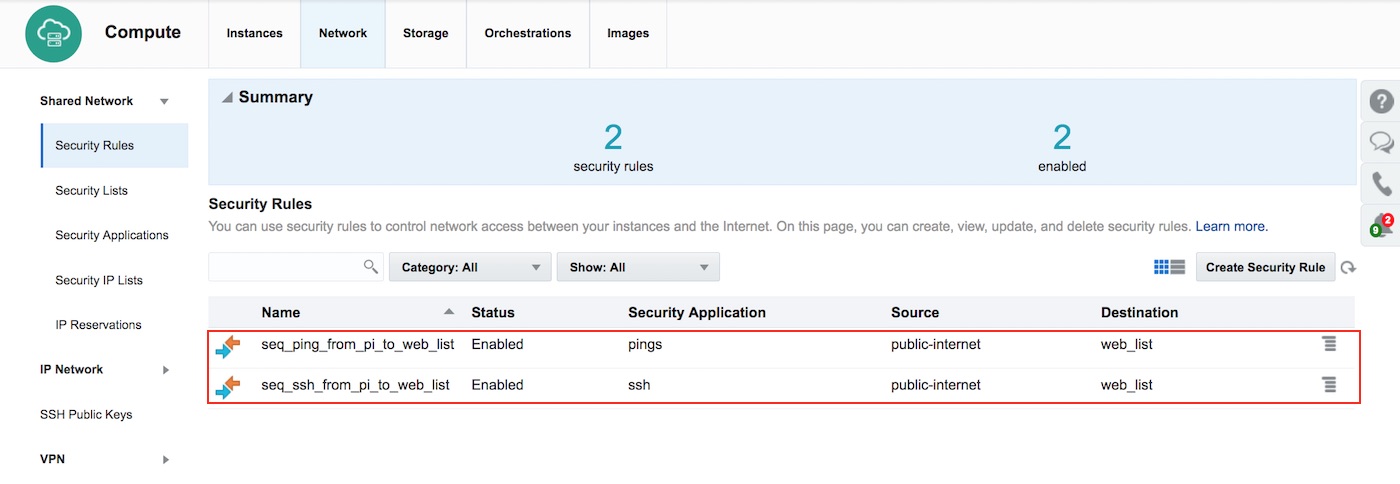 Compute Instances Network Storage Orchestrations Images
Shared Network
Security Rules
Security Lists
Security Applications
Security IP Lists
IP Reservations
IP Network
SSH Public Keys
VPN
Summary
2 2
security rules enabled
Security Rules
You can use security rules to control network access between your instances and the Internet. On this page, you can create, view, update, and delete security rules. Learn more.
Category: All Show: All Create Security Rule
Name Status Security Application Source Destination
seq_ping_from_pi_to_web_list Enabled pings public-internet web_list
seq_ssh_from_pi_to_web_list Enabled ssh public-internet web_list
?
2
9